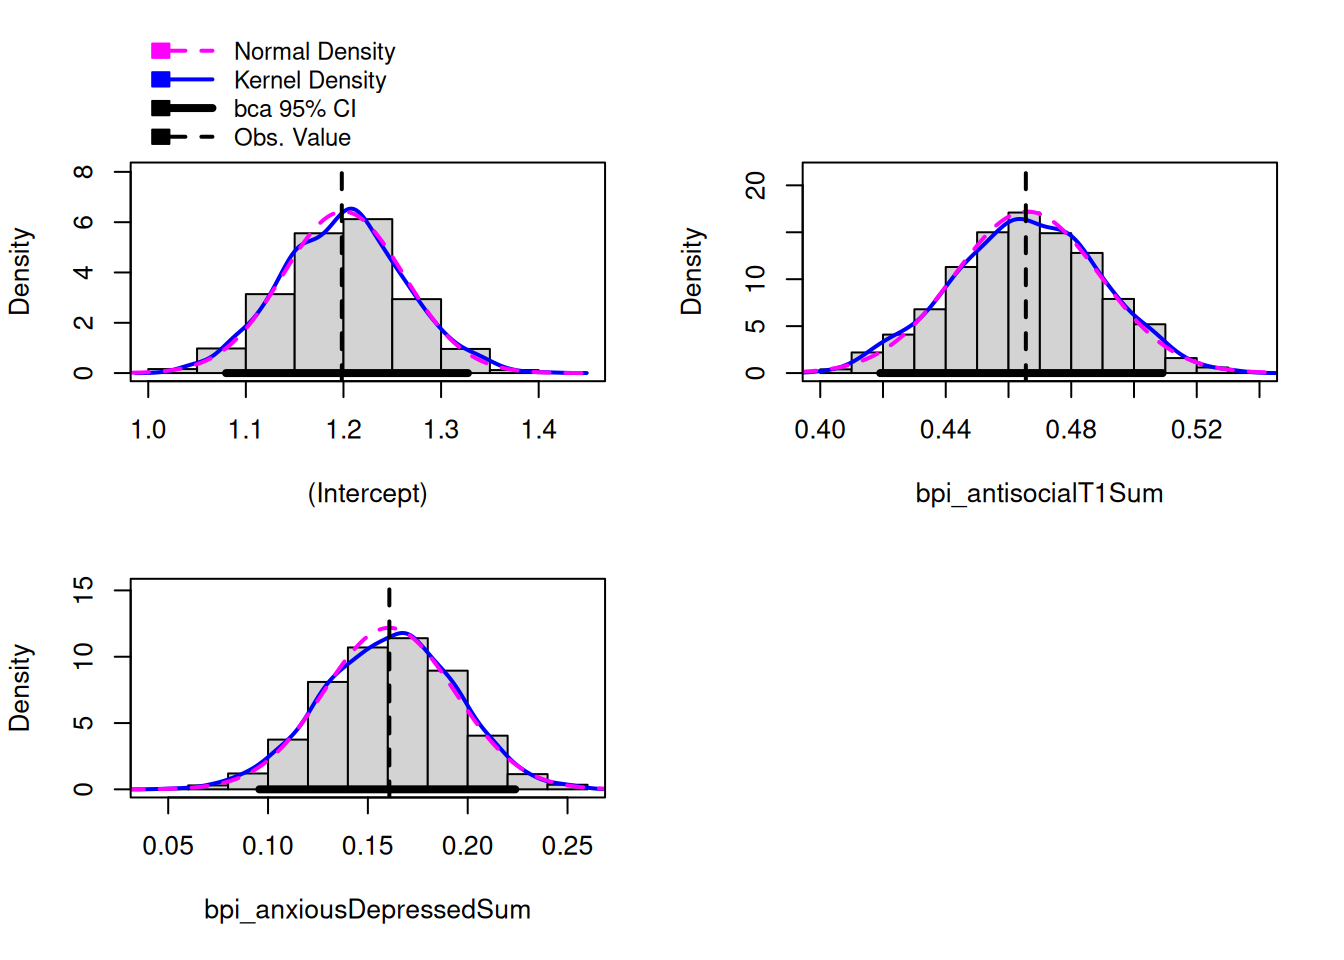 Normal Density
Kernel Density
bca 95% CI
Obs. Value
Density
0 2 4 6 8
1.0 1.1 1.2 1.3 1.4
(Intercept)
Density
0 5 10 20
0.40 0.44 0.48 0.52
bpi_antisocialT1Sum
Density
0 5 10 15
0.05 0.10 0.15 0.20 0.25
bpi_anxiousDepressedSum